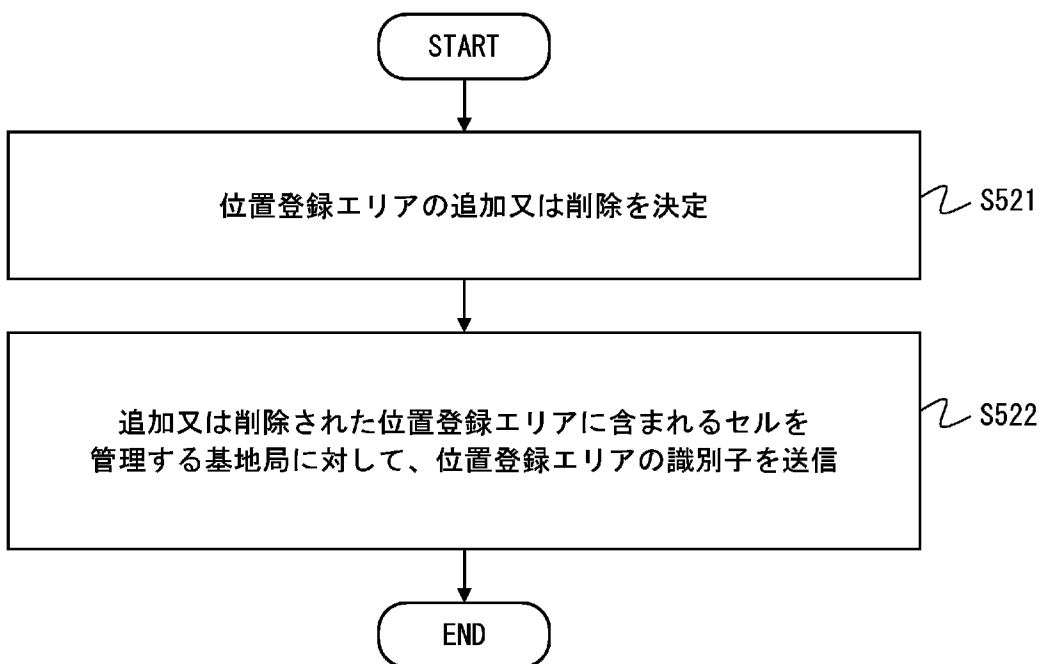 START
位置登録エリアの追加又は削除を決定
S521
追加又は削除された位置登録エリアに含まれるセルを
管理する基地局に対して、位置登録エリアの識別子を送信
S522
END